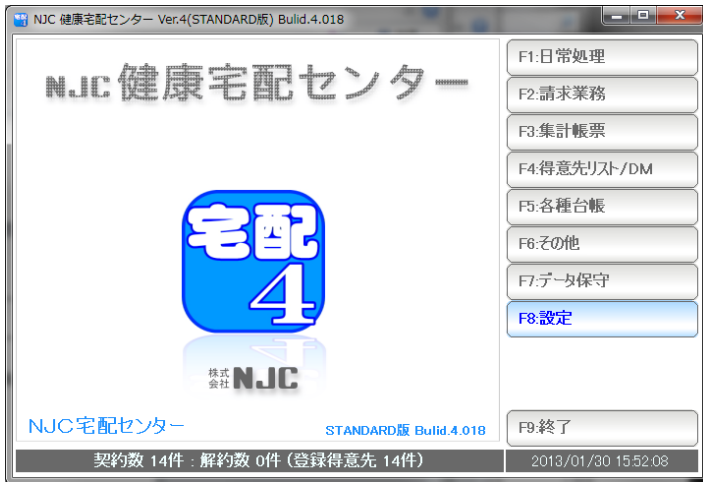 NJC 健康宅配センター Ver.4(STANDARD版) Bulid.4.018
NJC 健康宅配センター
宅配
4
株式
会社 NJC
NJC宅配センター
STANDARD版 Bulid.4.018
契約数 14件 : 解約数 0件 (登録得意先 14件)
F1:日常処理
F2:請求業務
F3:集計帳票
F4:得意先リスト/DM
F5:各種台帳
F6:その他
F7:データ保守
F8:設定
F9:終了
2013/01/30 15:52:08